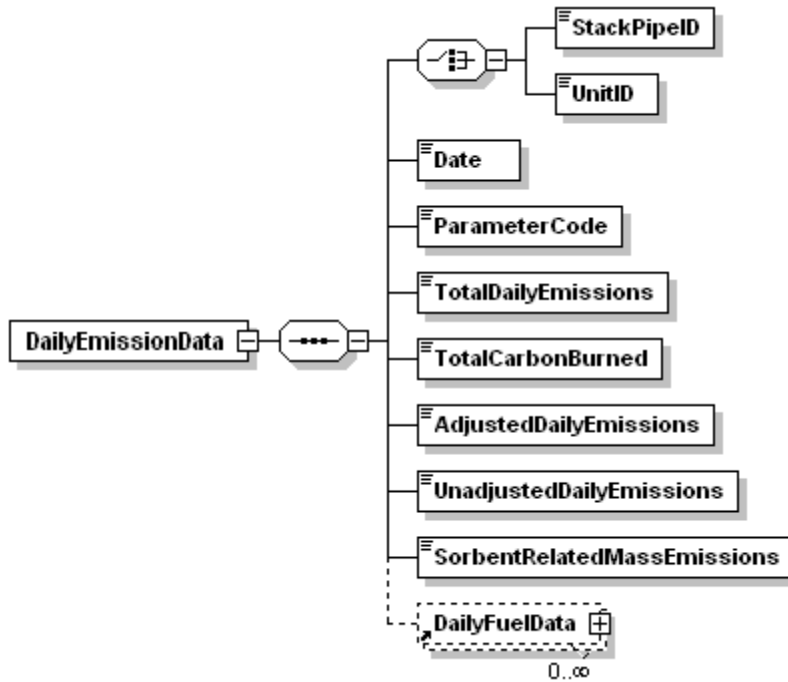 StackPipeID
UnitID
Date
ParameterCode
TotalDailyEmissions
DailyEmissionData
TotalCarbonBurned
AdjustedDailyEmissions
UnadjustedDailyEmissions
SorbentRelatedMassEmissions
DailyFuelData
0..∞